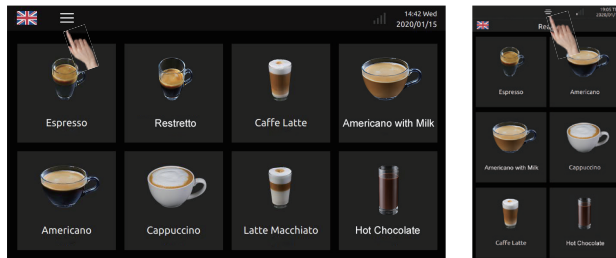 14:42 Wed
2020/01/15
Espresso
Restretto
Caffe Latte
Americano with Milk
Americano
Cappuccino
Latte Macchiato
Hot Chocolate
Espresso
Americano
Americano with Milk
Cappuccino
Caffe Latte
Hot Chocolate